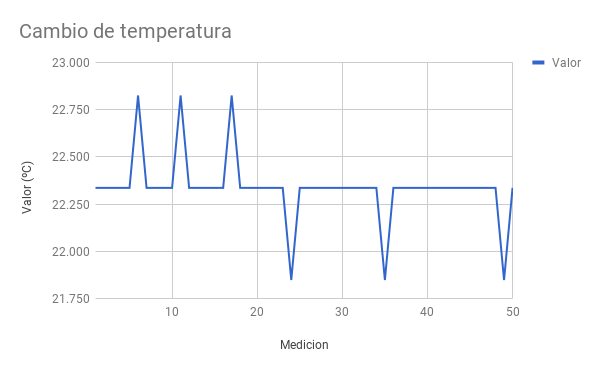 Cambio de temperatura
23.000
22.750
22.500
22.250
22.000
21.750
Valor (ºC)
10
20
30
40
50
Medicion
Valor